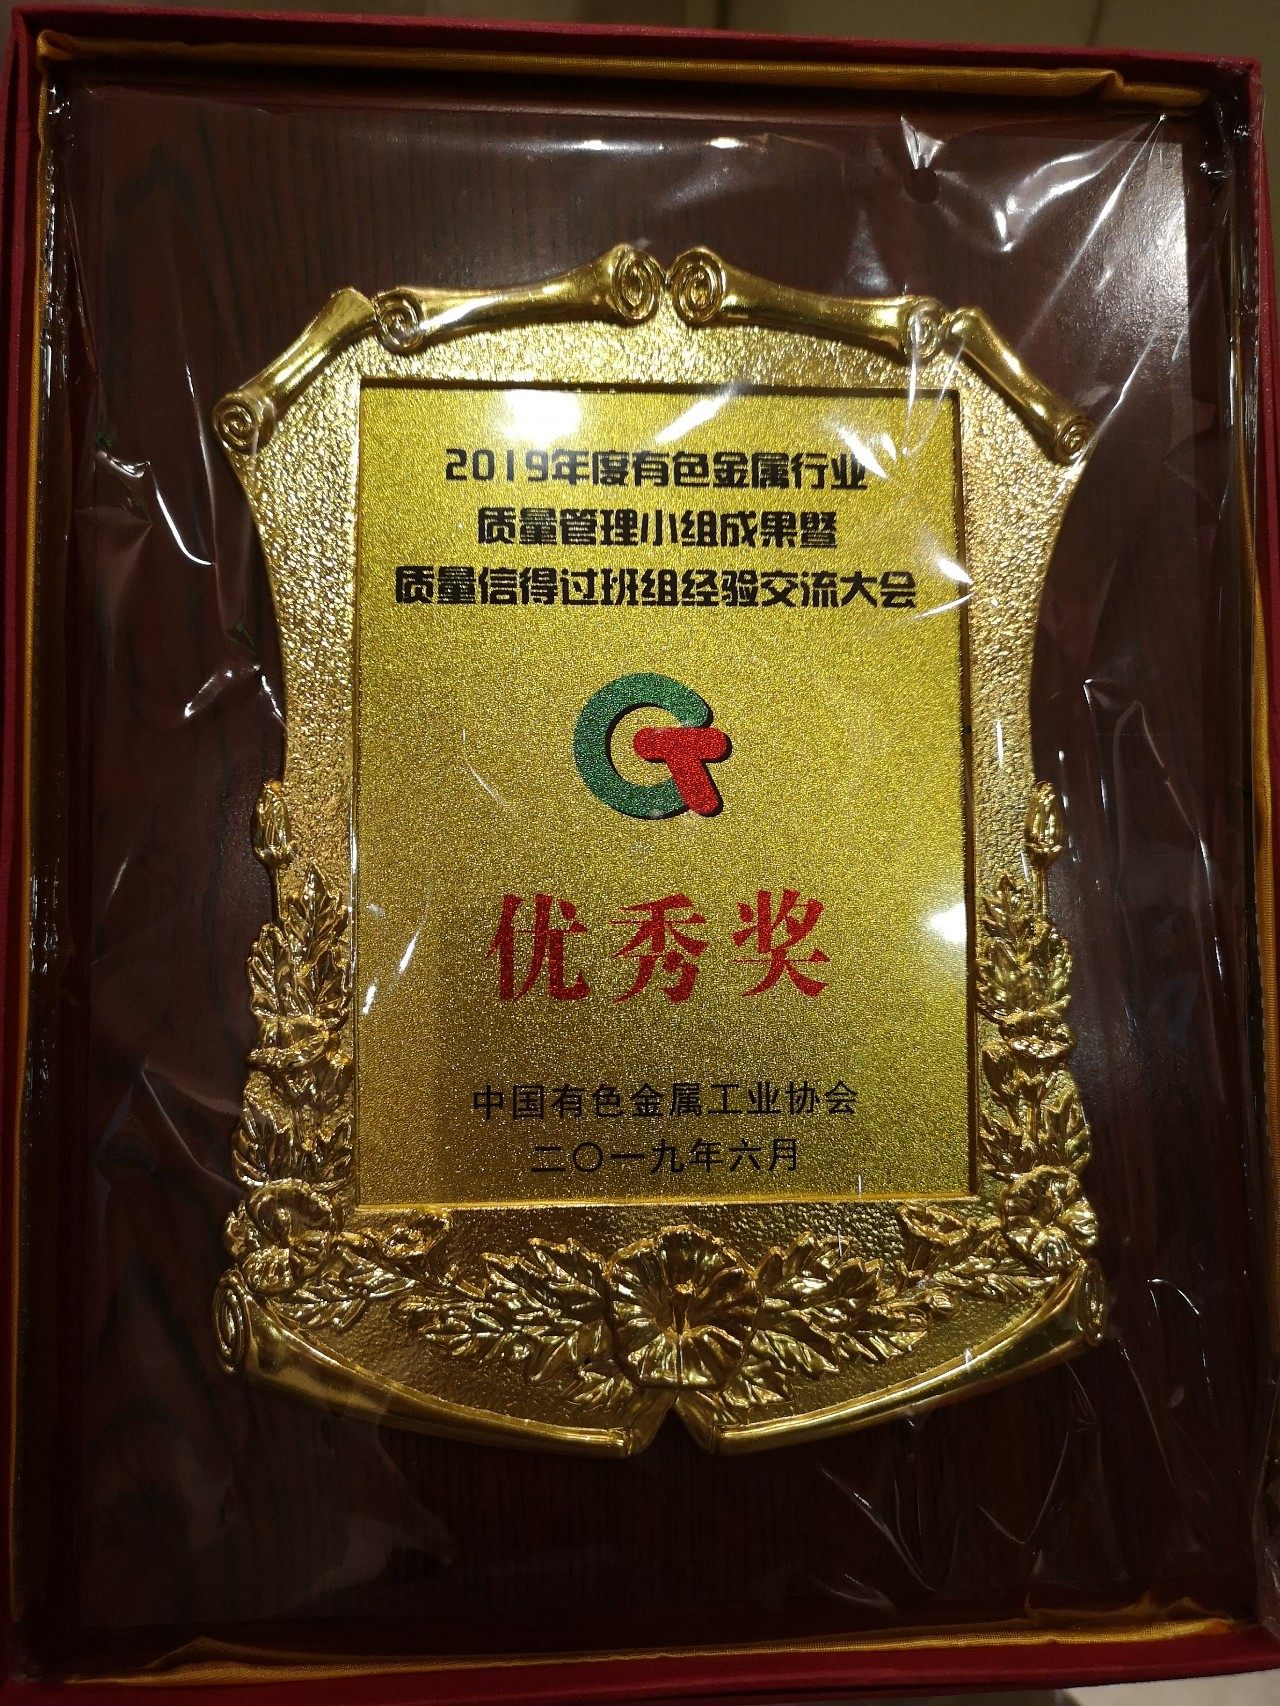 2019年度有色金属行业
质量管理小组成果暨
质量信得过班组经验交流大会
优秀奖
中国有色金属工业协会
二〇一九年六月